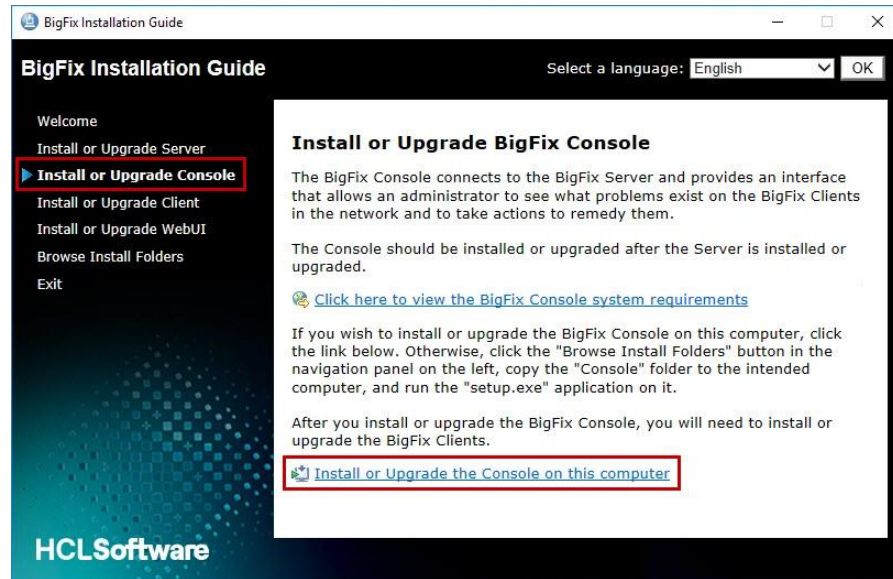 BigFix Installation Guide
BigFix Installation Guide
Select a language: English OK
Welcome
Install or Upgrade Server
Install or Upgrade Console
Install or Upgrade Client
Install or Upgrade WebUI
Browse Install Folders
Exit
Install or Upgrade BigFix Console
The BigFix Console connects to the BigFix Server and provides an interface
that allows an administrator to see what problems exist on the BigFix Clients
in the network and to take actions to remedy them.
The Console should be installed or upgraded after the Server is installed or
upgraded.
Click here to view the BigFix Console system requirements
If you wish to install or upgrade the BigFix Console on this computer, click
the link below. Otherwise, click the "Browse Install Folders" button in the
navigation panel on the left, copy the "Console" folder to the intended
computer, and run the "setup.exe" application on it.
After you install or upgrade the BigFix Console, you will need to install or
upgrade the BigFix Clients.
Install or Upgrade the Console on this computer
HCLSoftware